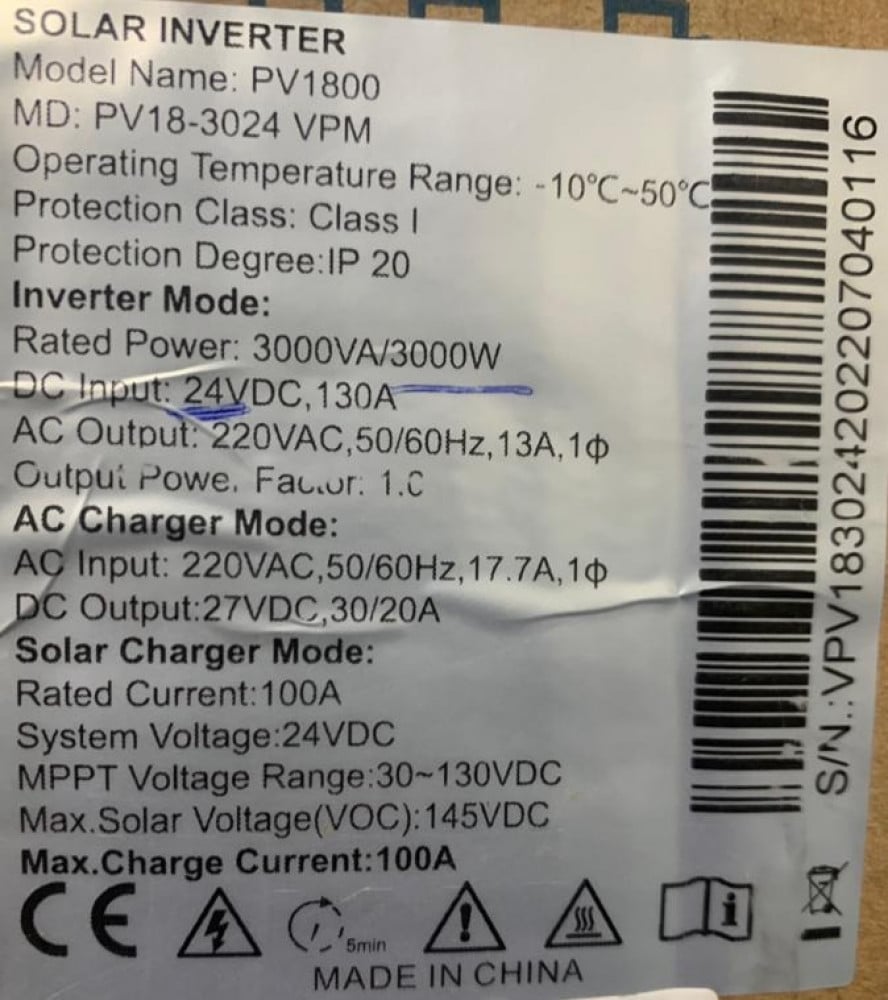 SOLAR INVERTER
Model Name: PV1800
MD: PV18-3024 VPM
Operating Temperature Range: -10℃~50℃
Protection Class: Class I
Protection Degree:IP 20
Inverter Mode:
Rated Power: 3000VA/3000W
DC Input: 24VDC,130A
AC Output: 220VAC,50/60Hz,13A,1ϕ
Output Power Factor: 1.0
AC Charger Mode:
AC Input: 220VAC,50/60Hz,17.7A,1ϕ
DC Output:27VDC,30/20A
Solar Charger Mode:
Rated Current:100A
System Voltage:24VDC
MPPT Voltage Range:30~130VDC
Max.Solar Voltage(VOC):145VDC
Max.Charge Current:100A
CE
5min
MADE IN CHINA
S/N.:VPV183024202207040116